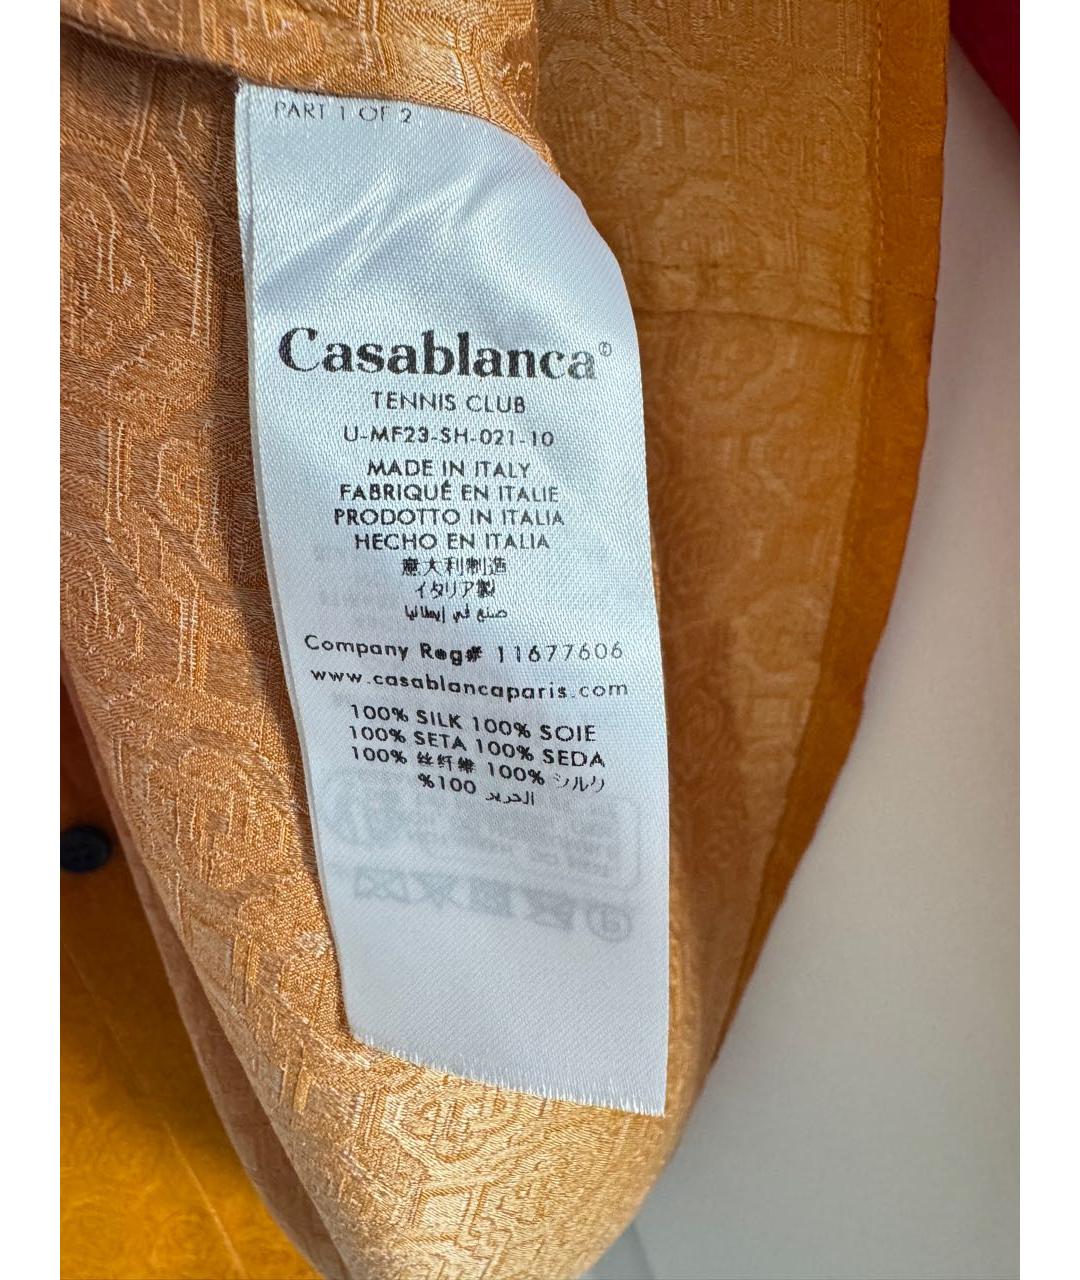 PART 1 OF 2
Casablanca®
TENNIS CLUB
U-MF23-SH-021-10
MADE IN ITALY
FABRIQUÉ EN ITALIE
PRODOTTO IN ITALIA
HECHO EN ITALIA
意大利制造
イタリア製
صنع في إيطاليا
Company Reg# 11677606
www.casablancaparis.com
100% SILK 100% SOIE
100% SETA 100% SEDA
100% 丝纤维 100% シルク
%100 الحرير